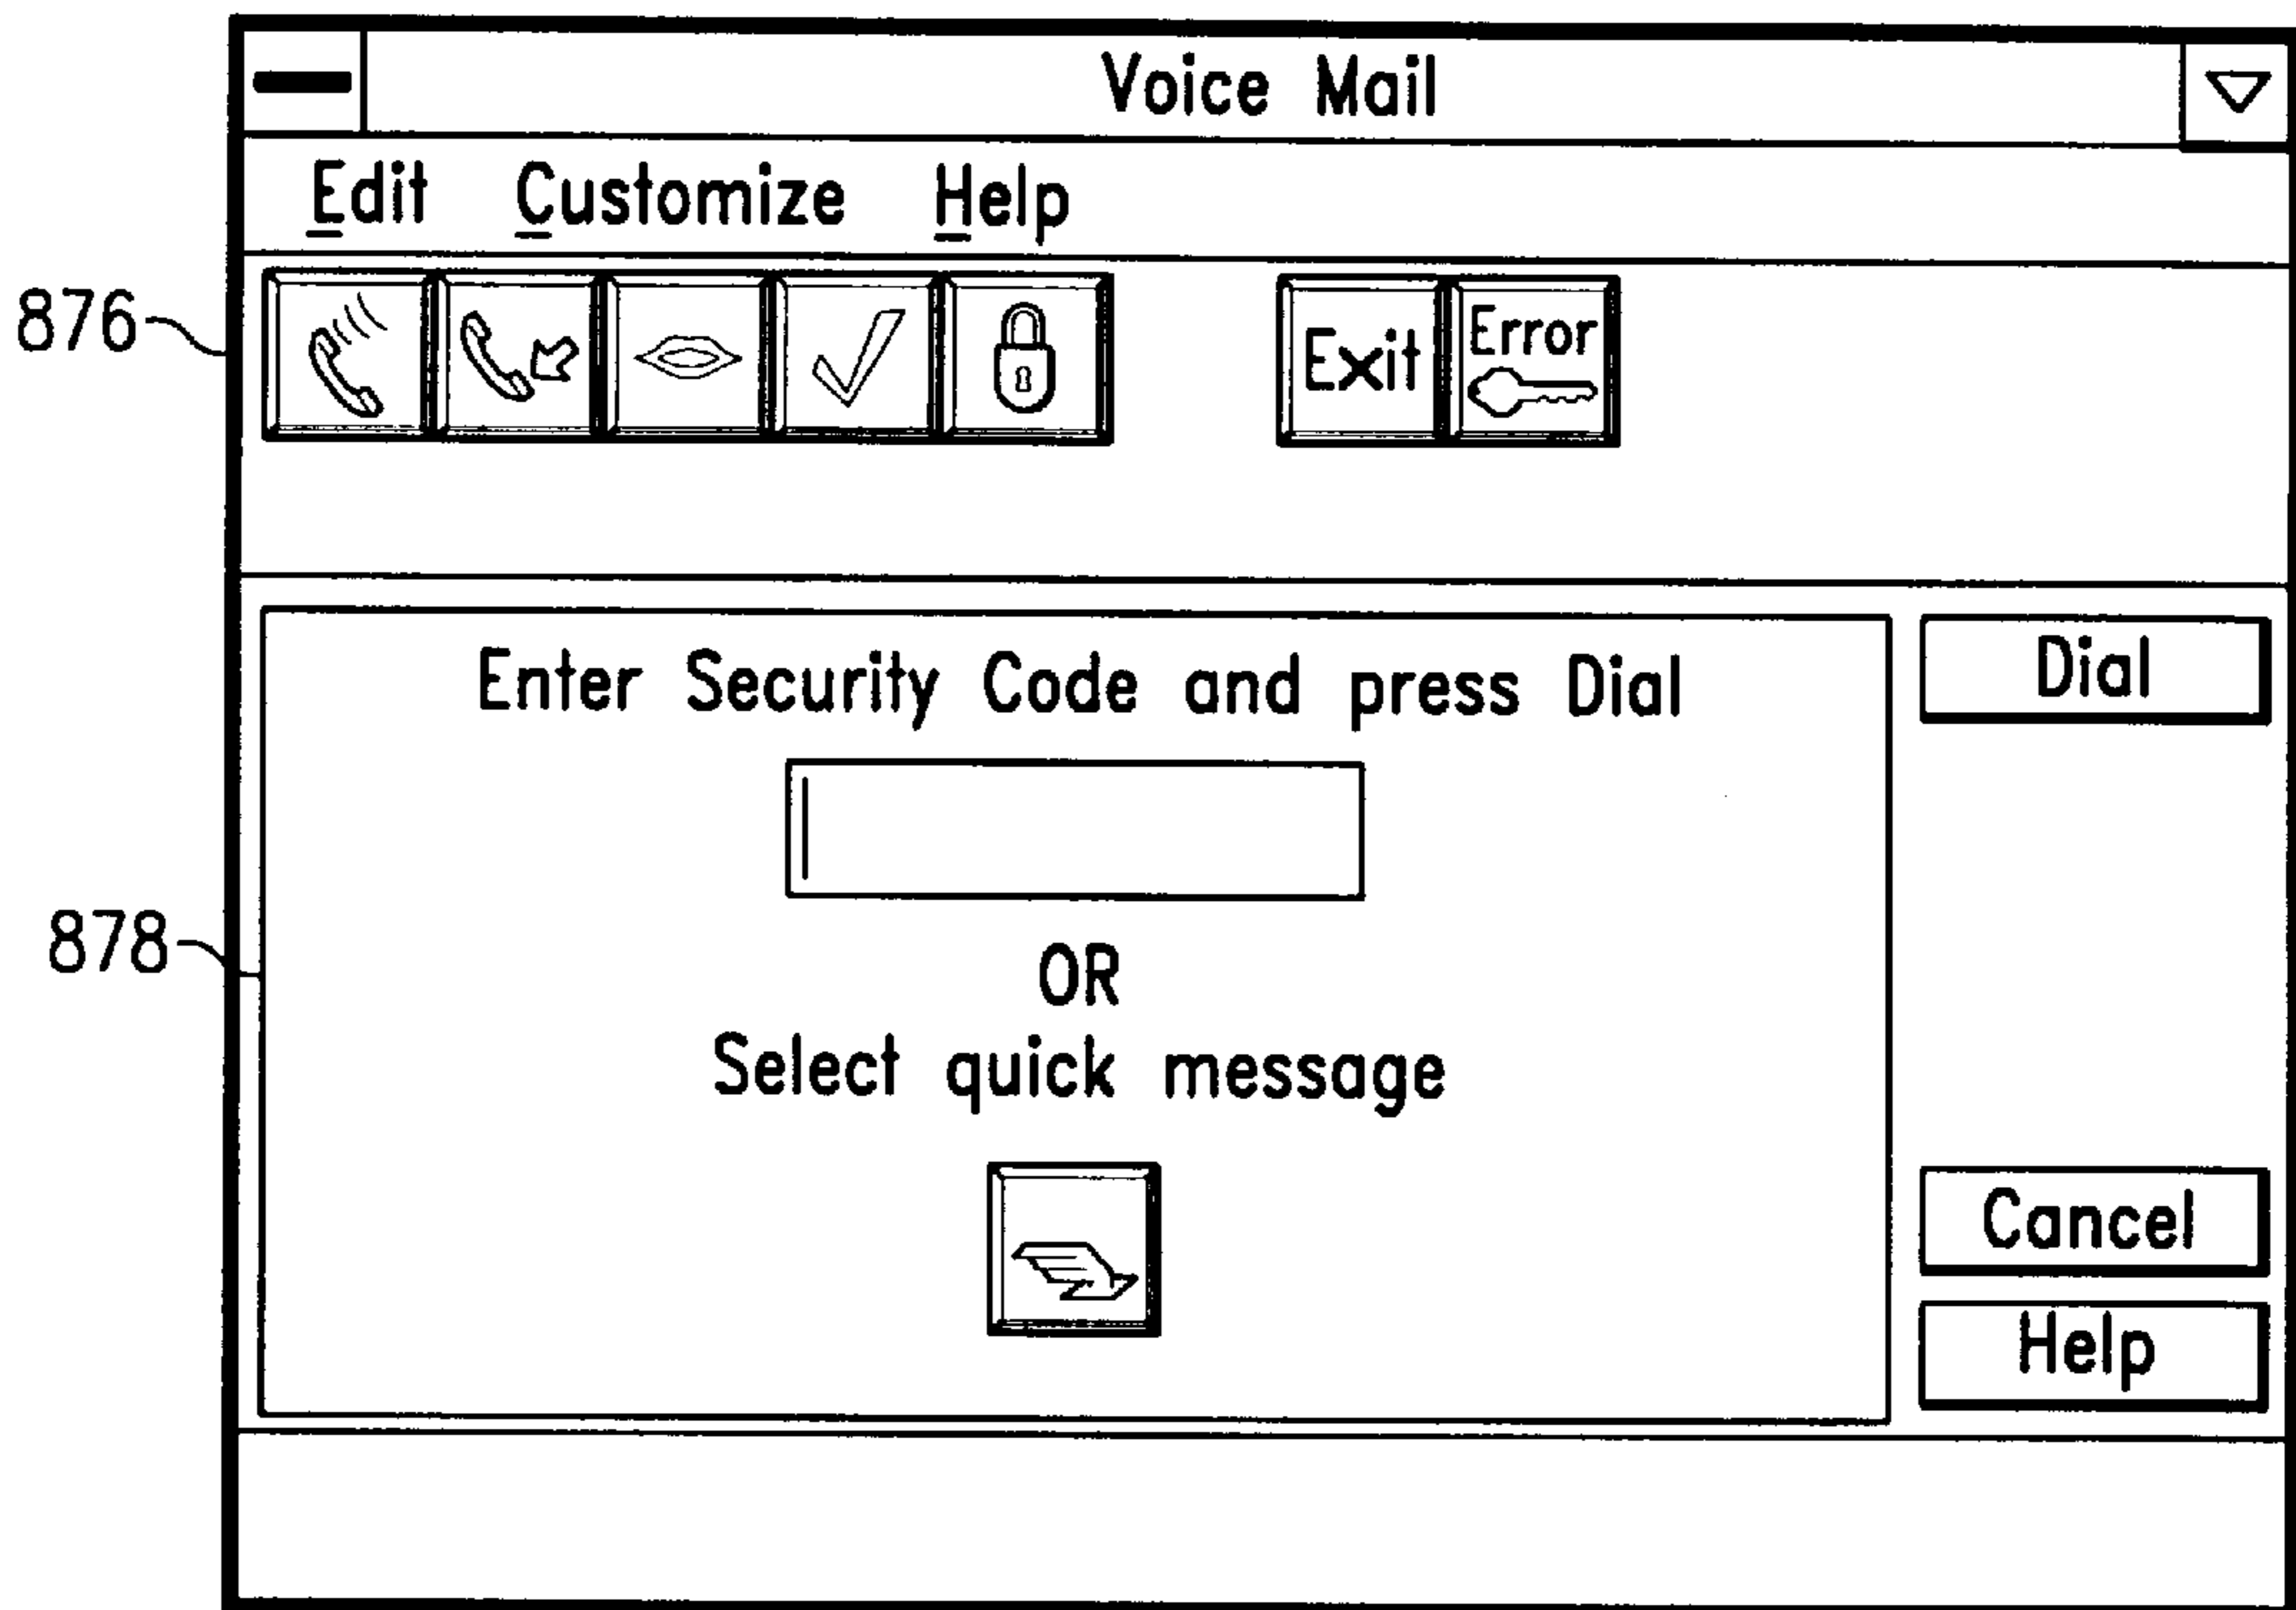 Voice Mail
Edit Customize Help
876
Exit Error
Enter Security Code and press Dial
Dial
878
OR
Select quick message
Cancel
Help